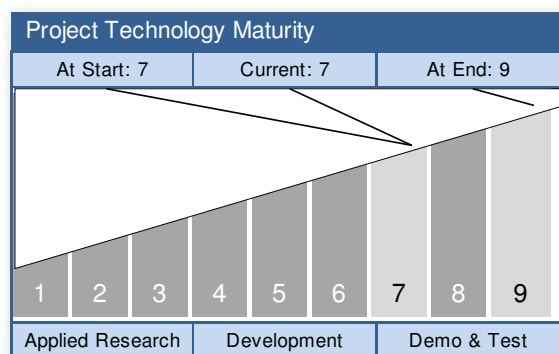 Project Technology Maturity
At Start: 7 Current: 7 At End: 9
1 2 3 4 5 6 7 8 9
Applied Research Development Demo & Test